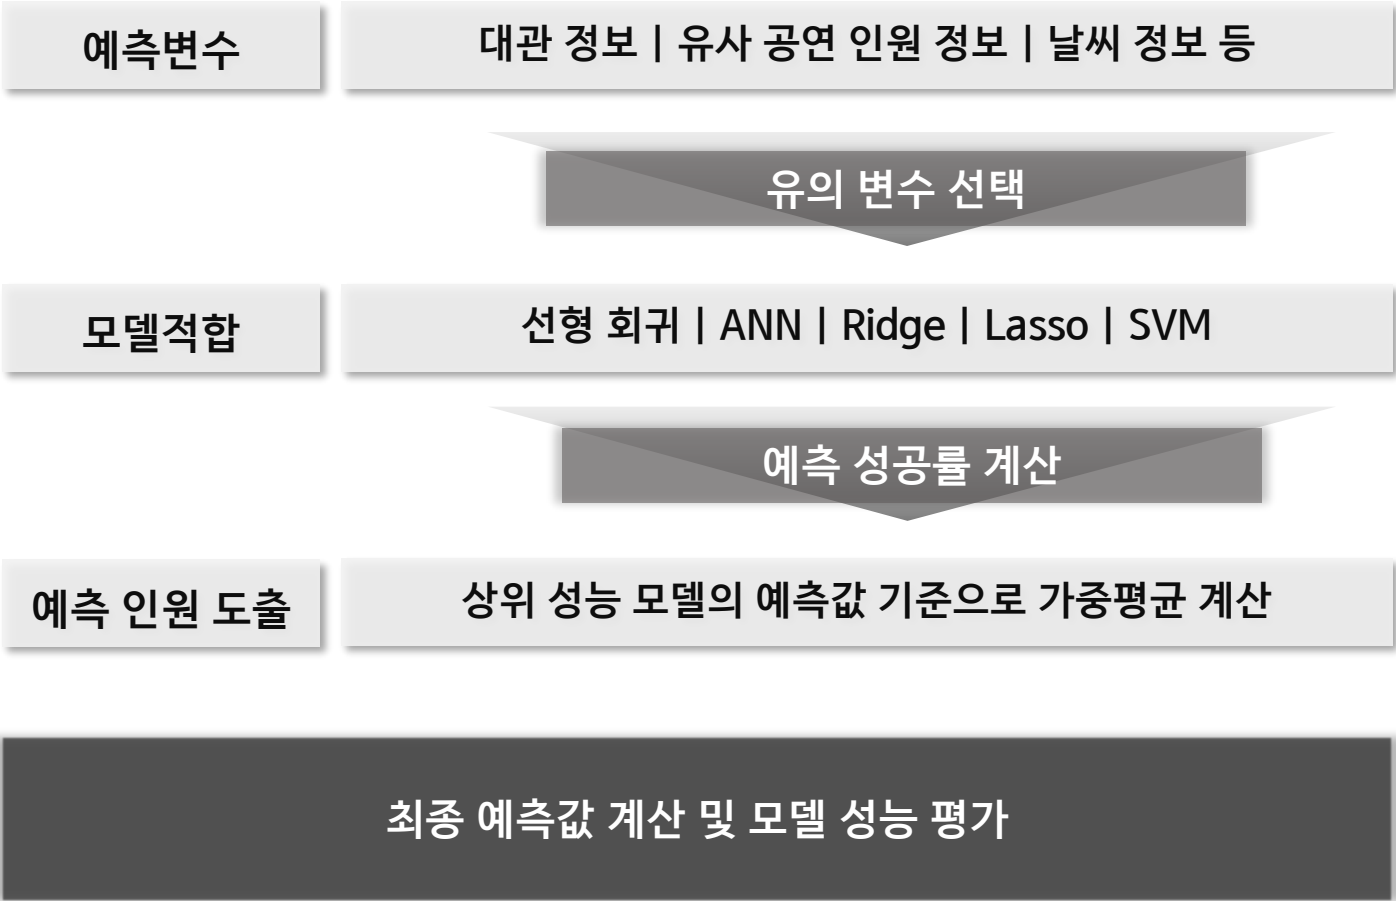 예측변수
대관 정보 | 유사 공연 인원 정보 | 날씨 정보 등
유의 변수 선택
모델적합
선형 회귀 | ANN | Ridge | Lasso | SVM
예측 성공률 계산
예측 인원 도출
상위 성능 모델의 예측값 기준으로 가중평균 계산
최종 예측값 계산 및 모델 성능 평가